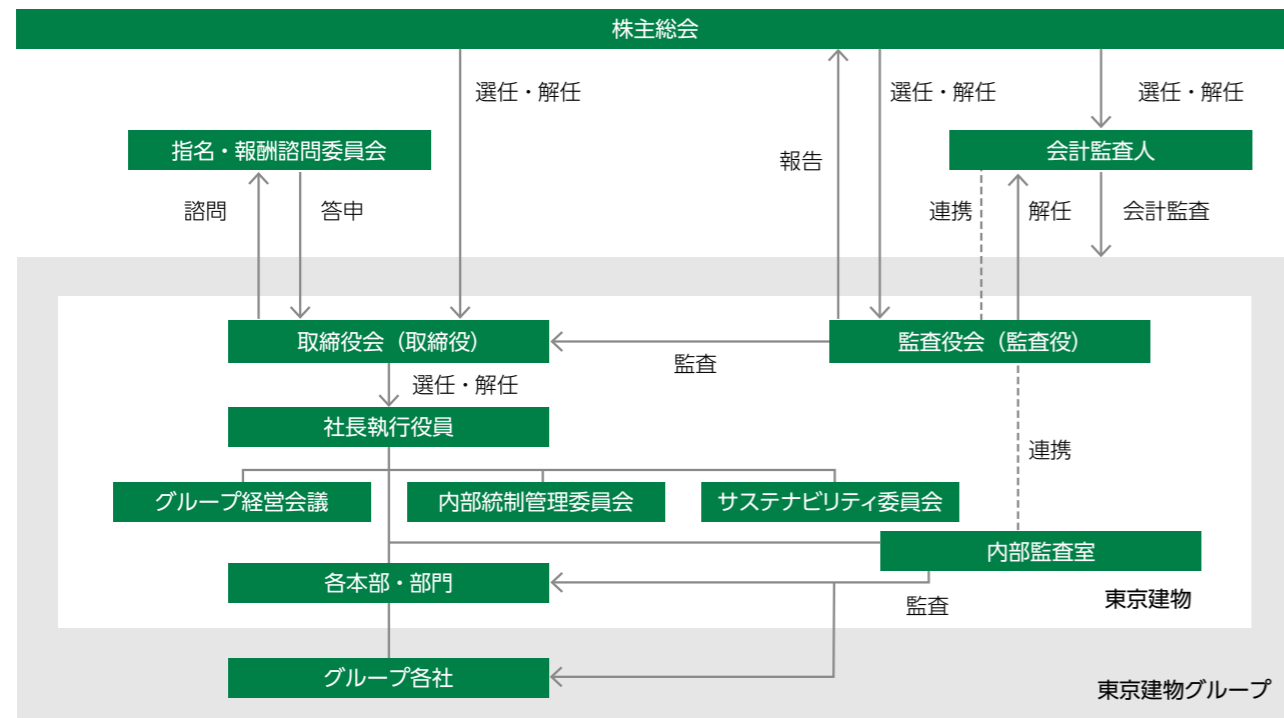 株主総会
選任・解任
選任・解任
選任・解任
指名・報酬諮問委員会
会計監査人
報告
諮問
答申
連携
解任
会計監査
取締役会（取締役）
監査役会（監査役）
監査
選任・解任
社長執行役員
連携
グループ経営会議
内部統制管理委員会
サステナビリティ委員会
内部監査室
各本部・部門
監査
東京建物
グループ各社
東京建物グループ